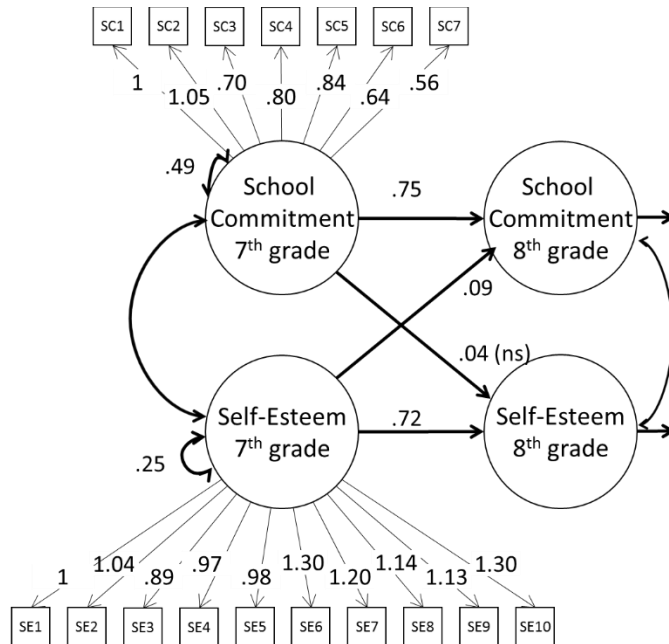 SC1 SC2 SC3 SC4 SC5 SC6 SC7
1 1.05 .70 .80 .84 .64 .56
.49
School
Commitment
7th grade
.75
School
Commitment
8th grade
.09
.04 (ns)
Self-Esteem
7th grade
.72
Self-Esteem
8th grade
.25
1 1.04 .89 .97 .98 1.30 1.20 1.14 1.13 1.30
SE1 SE2 SE3 SE4 SE5 SE6 SE7 SE8 SE9 SE10